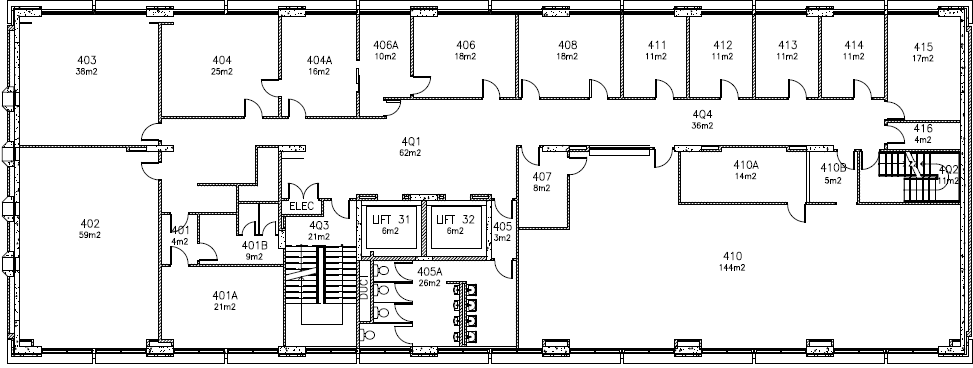 403
38m2
404
25m2
404A
16m2
406A
10m2
406
18m2
408
18m2
411
11m2
412
11m2
413
11m2
414
11m2
415
17m2
4Q4
36m2
416
4m2
4Q1
62m2
407
8m2
410A
14m2
410B
5m2
4Q2
11m2
ELEC
402
59m2
401
4m2
401B
9m2
4Q3
21m2
LIFT 31
6m2
LIFT 32
6m2
405
3m2
410
144m2
401A
21m2
DUCT
405A
26m2